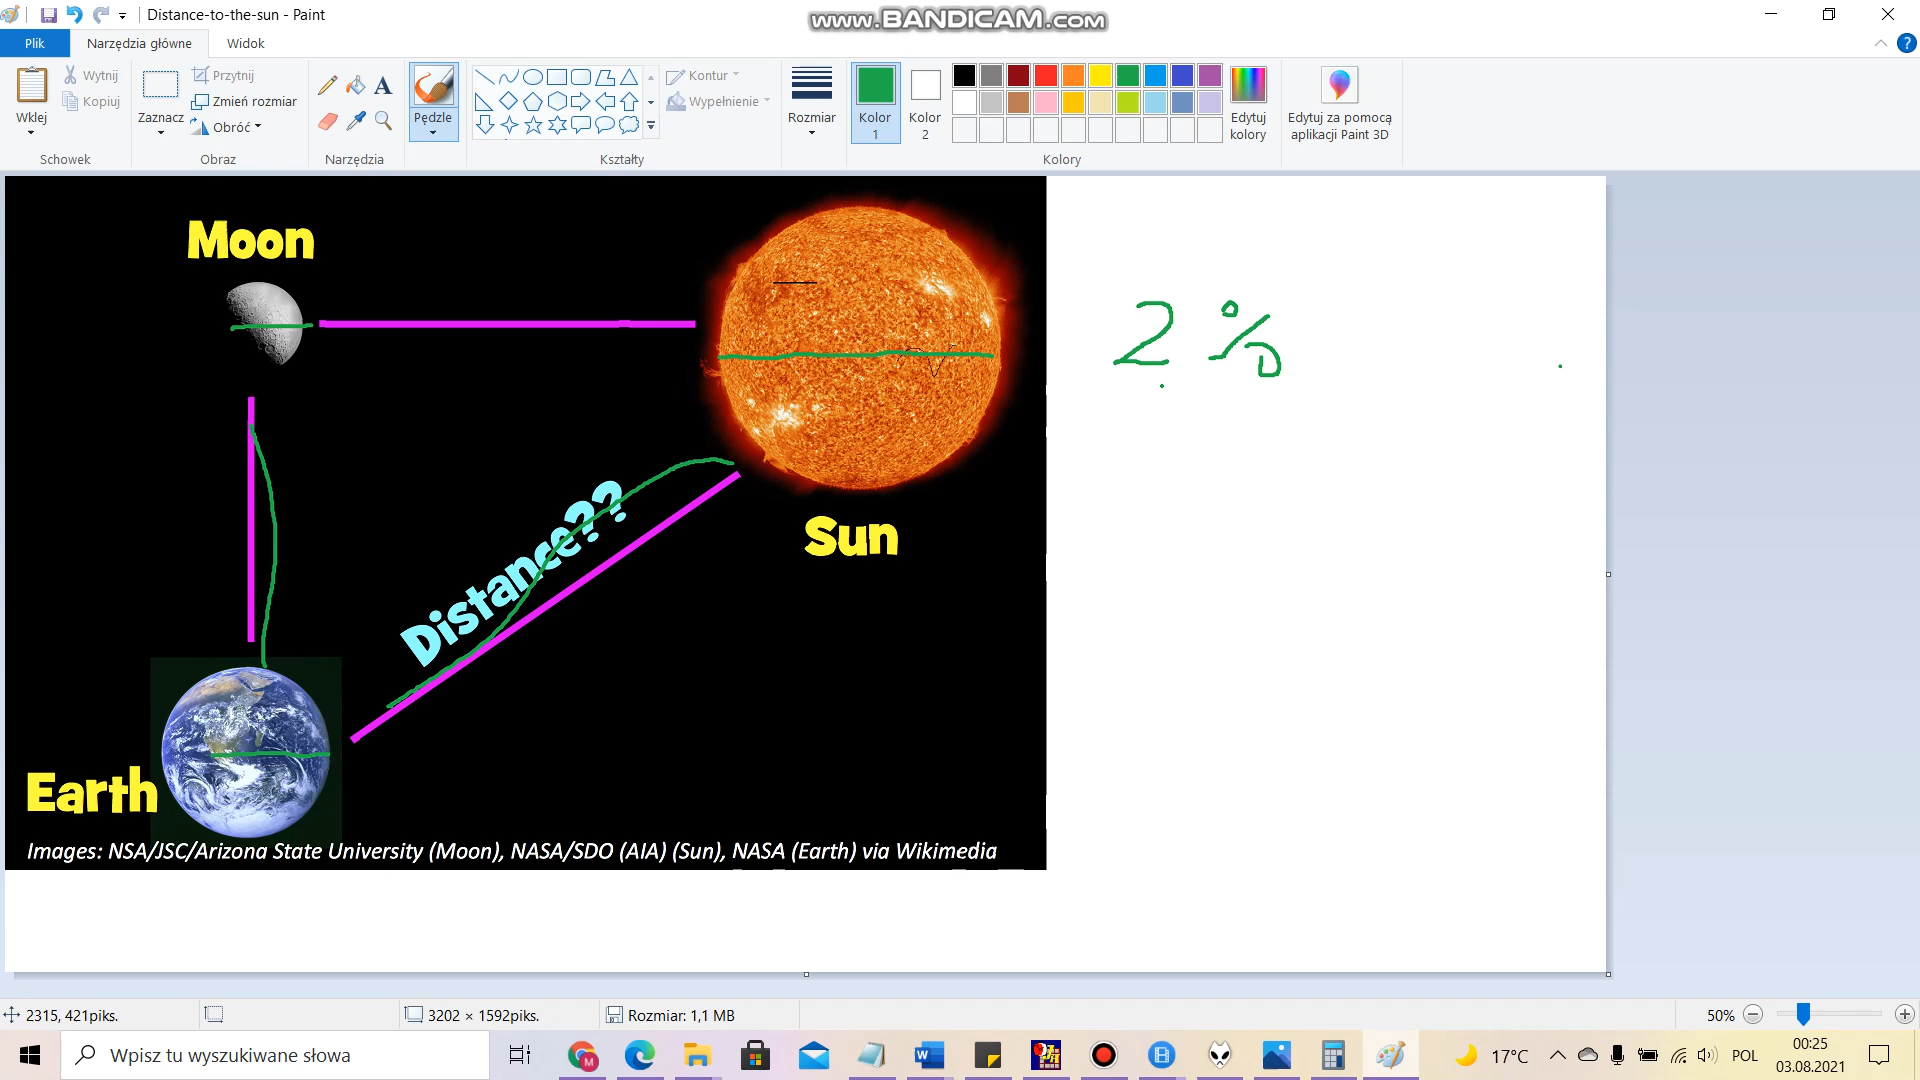 Distance-to-the-sun - Paint
www.BANDICAM.com
Plik
Narzędzia główne
Widok
Wklej
Wytnij
Kopiuj
Schowek
Zaznacz
Przytnij
Zmień rozmiar
Obróć
Obraz
A
Narzędzia
Pędzle
Kontur
Wypełnienie
Kształty
Rozmiar
Kolor
1
Kolor
2
Edytuj
kolory
Kolory
Edytuj za pomocą
aplikacji Paint 3D
Moon
Sun
Distance??
Earth
Images: NSA/JSC/Arizona State University (Moon), NASA/SDO (AIA) (Sun), NASA (Earth) via Wikimedia
2 %
2315, 421piks.
3202 × 1592piks.
Rozmiar: 1,1 MB
50%
Wpisz tu wyszukiwane słowa
17°C
POL
00:25
03.08.2021